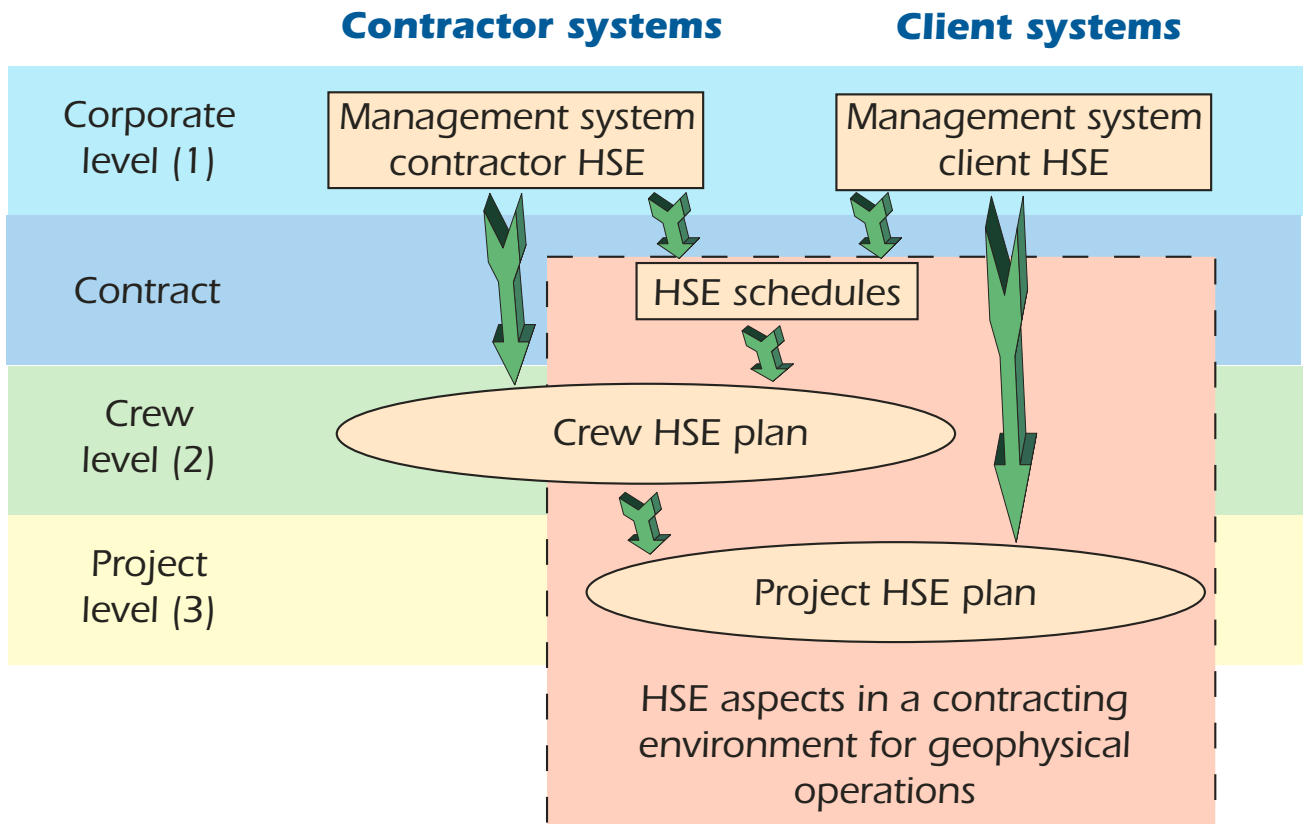 Contractor systems
Client systems
Corporate
level (1)
Management system
contractor HSE
Management system
client HSE
Contract
HSE schedules
Crew
level (2)
Crew HSE plan
Project
level (3)
Project HSE plan
HSE aspects in a contracting
environment for geophysical
operations